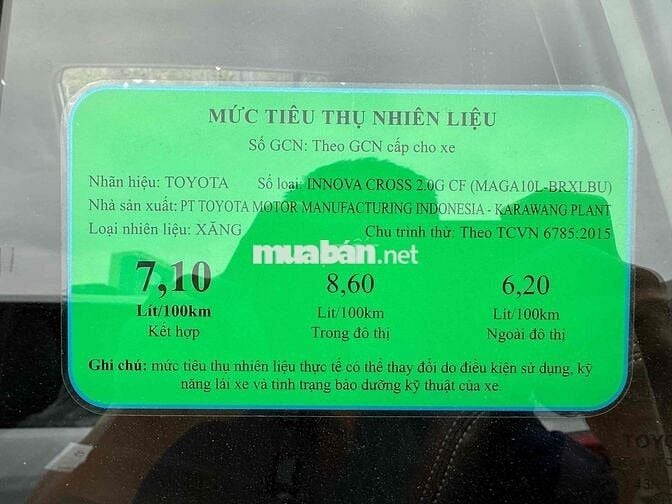 MỨC TIÊU THỤ NHIÊN LIỆU
Số GCN: Theo GCN cấp cho xe
Nhãn hiệu: TOYOTA Số loại: INNOVA CROSS 2.0G CF (MAGA10L-BRXLBU)
Nhà sản xuất: PT TOYOTA MOTOR MANUFACTURING INDONESIA - KARAWANG PLANT
Loại nhiên liệu: XĂNG Chu trình thử: Theo TCVN 6785:2015
muabán.net
7,10 8,60 6,20
Lít/100km Lít/100km Lít/100km
Kết hợp Trong đô thị Ngoài đô thị
Ghi chú: mức tiêu thụ nhiên liệu thực tế có thể thay đổi do điều kiện sử dụng, kỹ
năng lái xe và tình trạng bảo dưỡng kỹ thuật của xe.